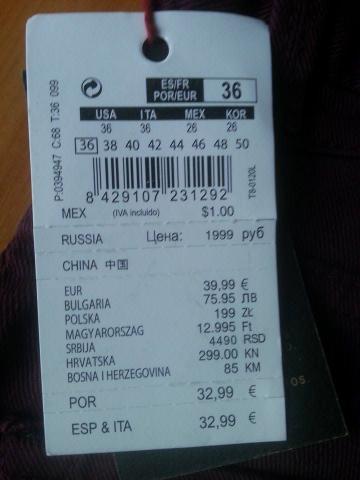 P:0394947 C:68 T:36 099
ES/FR
POR/EUR 36
USA ITA MEX KOR
36 36 26 26
36 38 40 42 44 46 48 50
8 429107 231292
TS-0120L
MEX (IVA incluido) $1.00
RUSSIA Цена: 1999 руб
CHINA 中国
EUR 39,99 €
BULGARIA 75.95 ЛВ
POLSKA 199 ZŁ
MAGYARORSZAG 12.995 Ft
SRBIJA 4490 RSD
HRVATSKA 299.00 KN
BOSNA I HERZEGOVINA 85 KM
POR 32,99 €
ESP & ITA 32,99 €